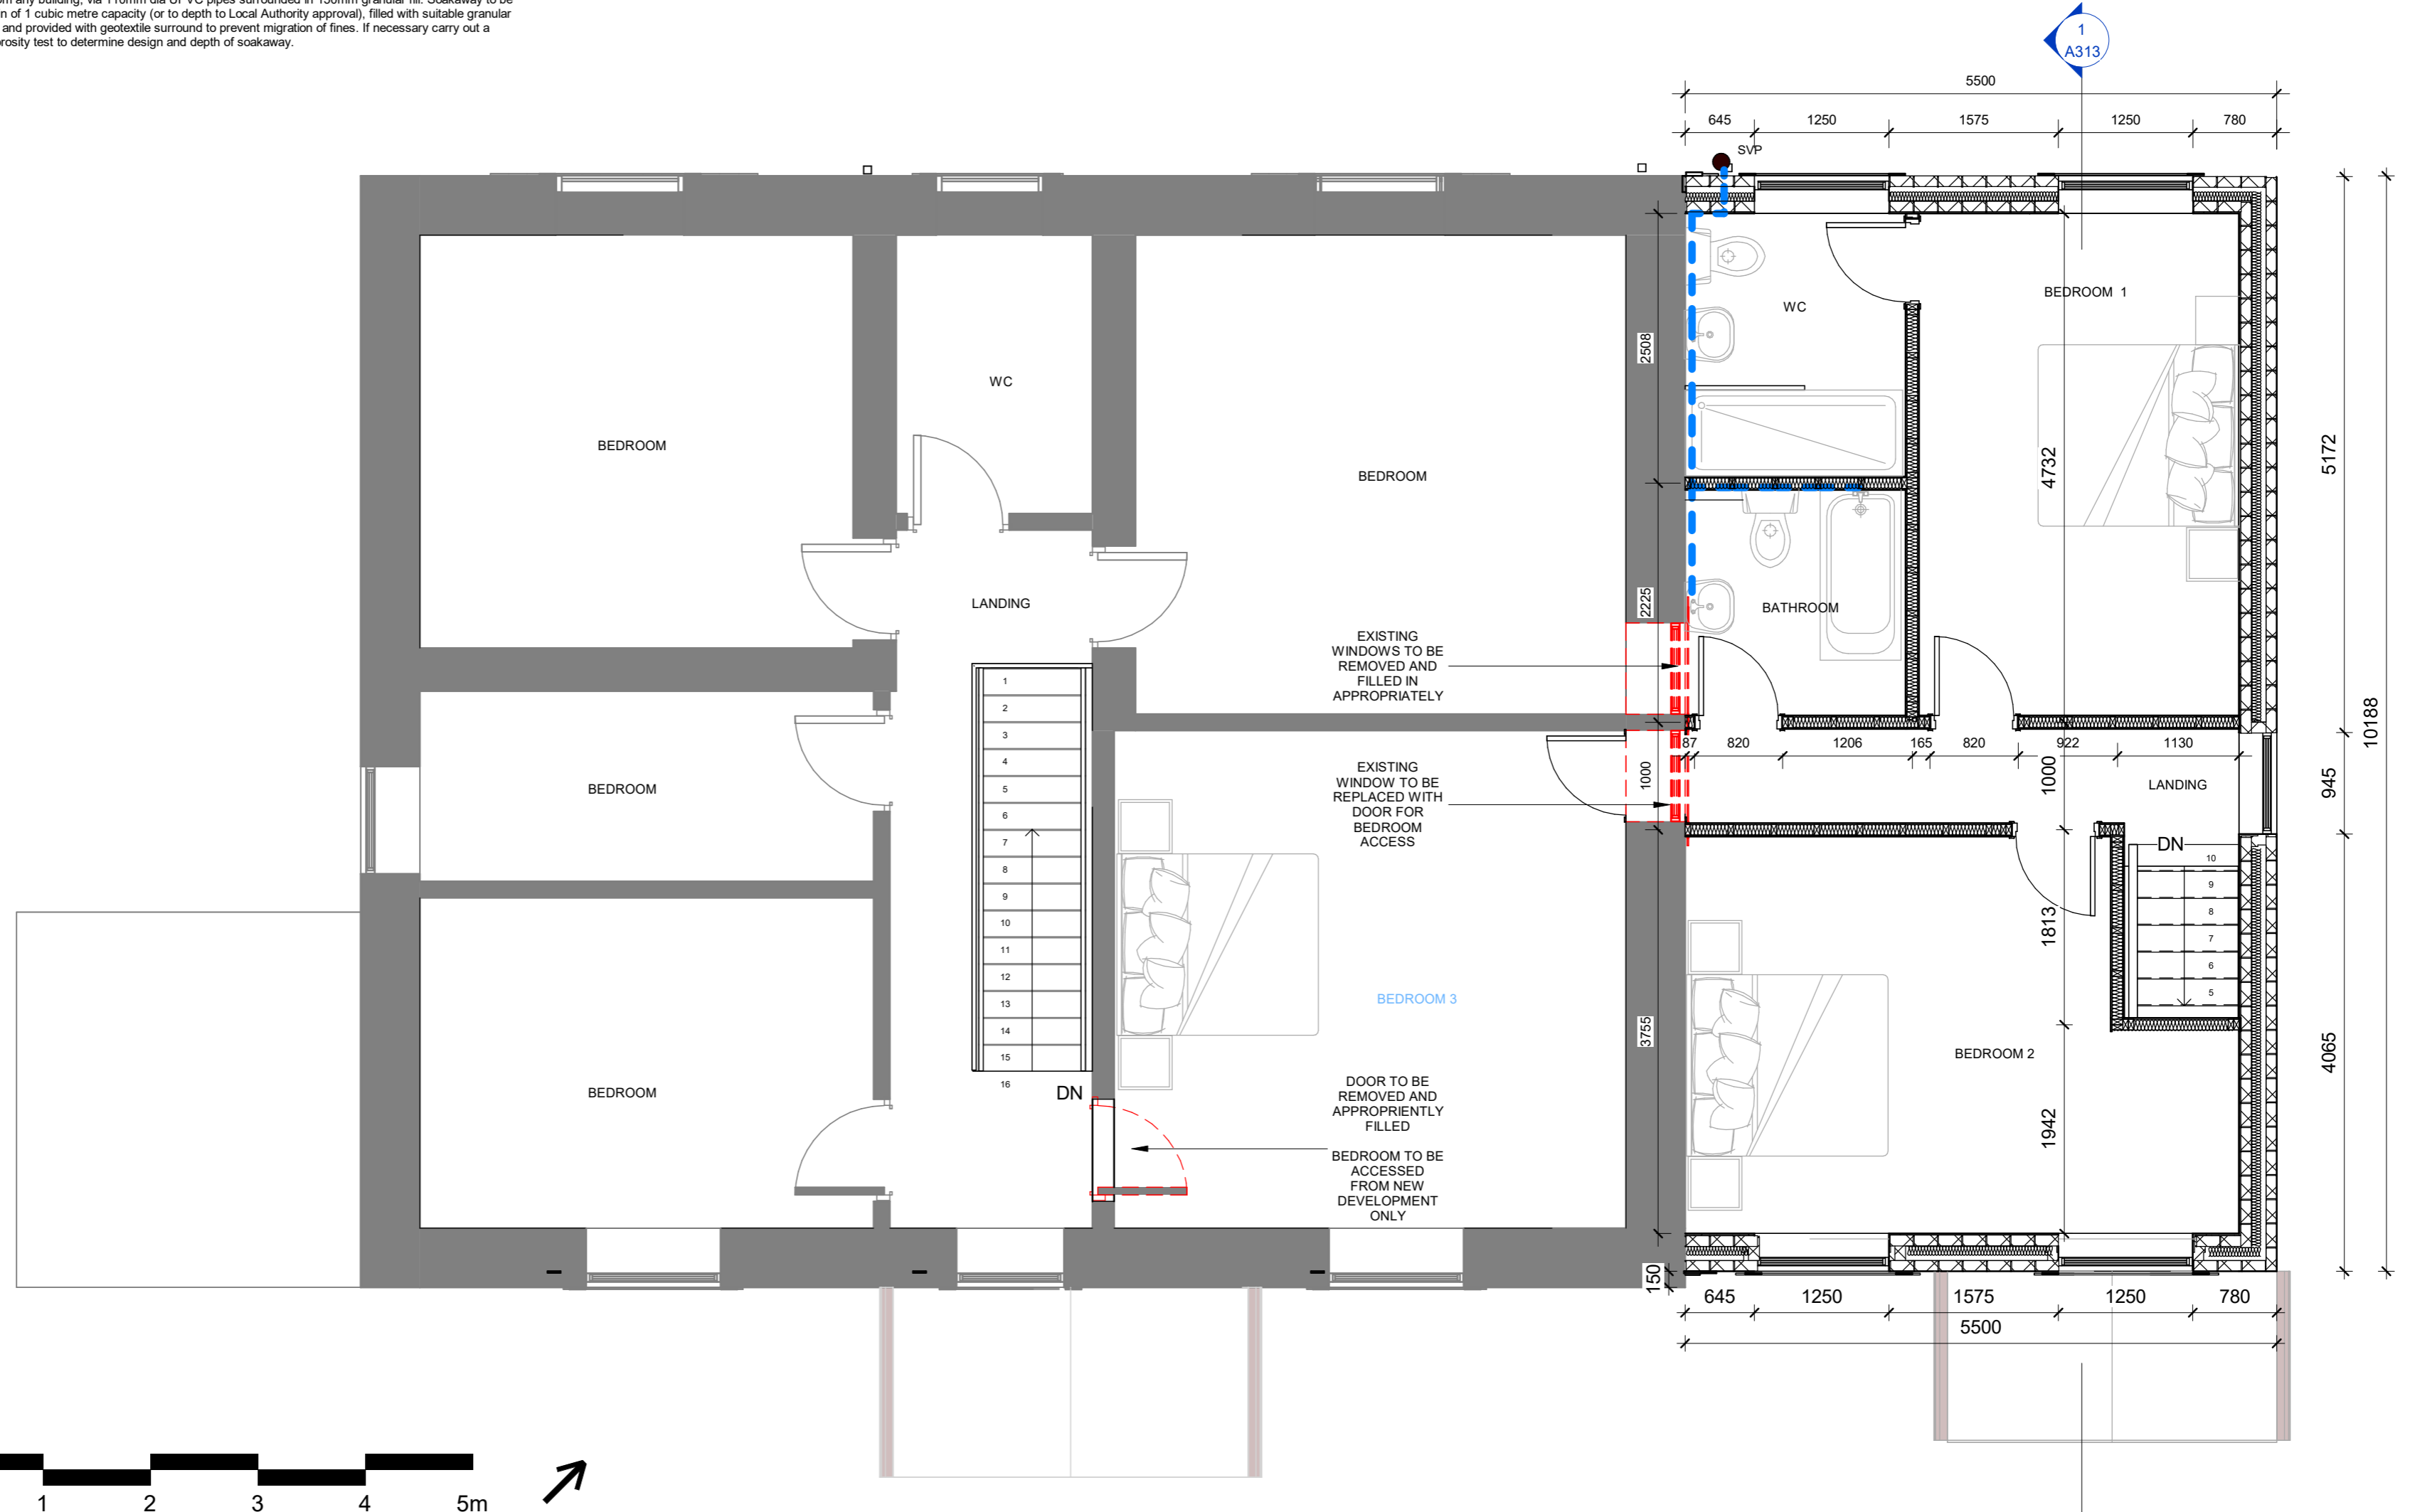 from any building, via 110mm dia UPVC pipes surrounded in 150mm granular fill. Soakaway to be
of 1 cubic metre capacity (or to depth to Local Authority approval), filled with suitable granular
and provided with geotextile surround to prevent migration of fines. If necessary carry out a
porosity test to determine design and depth of soakaway.
1
A313
5500
645 1250 1575 1250 780
SVP
BEDROOM
WC
BEDROOM
LANDING
BEDROOM
BEDROOM
WC
BEDROOM 1
BATHROOM
2508
2225
1000
3755
150
4732
1000
1813
1942
5172
945
4065
10188
EXISTING
WINDOWS TO BE
REMOVED AND
FILLED IN
APPROPRIATELY
EXISTING
WINDOW TO BE
REPLACED WITH
DOOR FOR
BEDROOM
ACCESS
87 820 1206 165 820 922 1130
LANDING
DN
10
9
8
7
6
5
1
2
3
4
5
6
7
8
9
10
11
12
13
14
15
16
DN
BEDROOM 3
BEDROOM 2
DOOR TO BE
REMOVED AND
APPROPRIENTLY
FILLED
BEDROOM TO BE
ACCESSED
FROM NEW
DEVELOPMENT
ONLY
645 1250 1575 1250 780
5500
1 2 3 4 5m